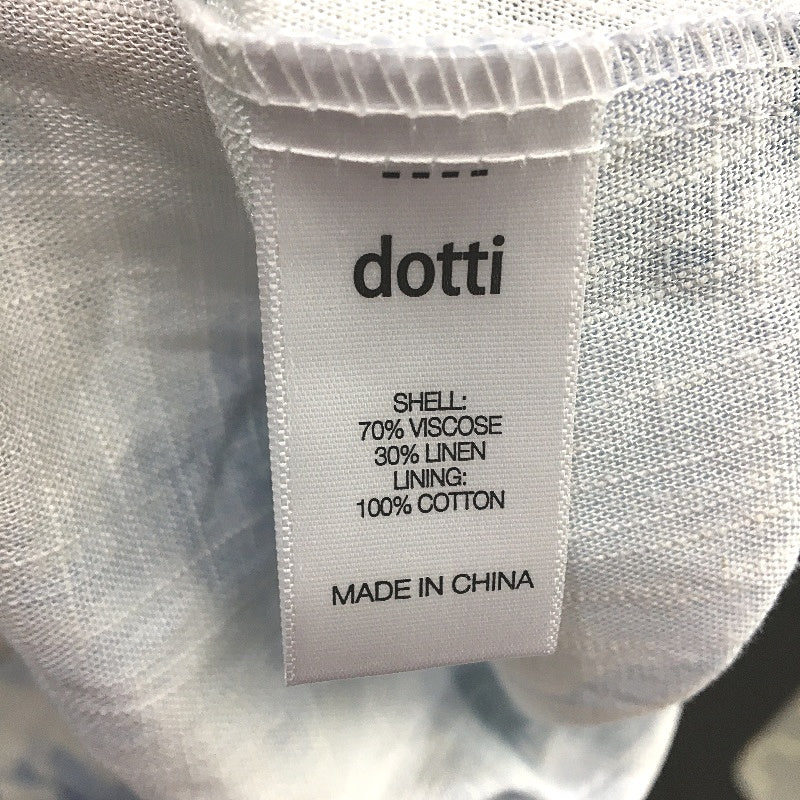 dotti
SHELL:
70% VISCOSE
30% LINEN
LINING:
100% COTTON
MADE IN CHINA